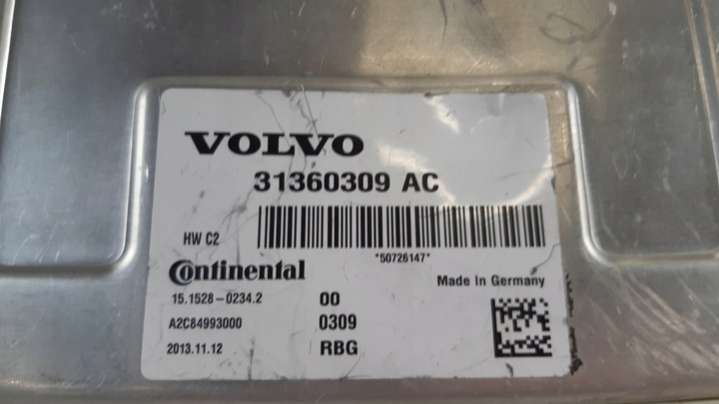 VOLVO
31360309 AC
HW C2
*50726147*
Continental
Made In Germany
15.1528-0234.2 00
A2C84993000 0309
2013.11.12 RBG